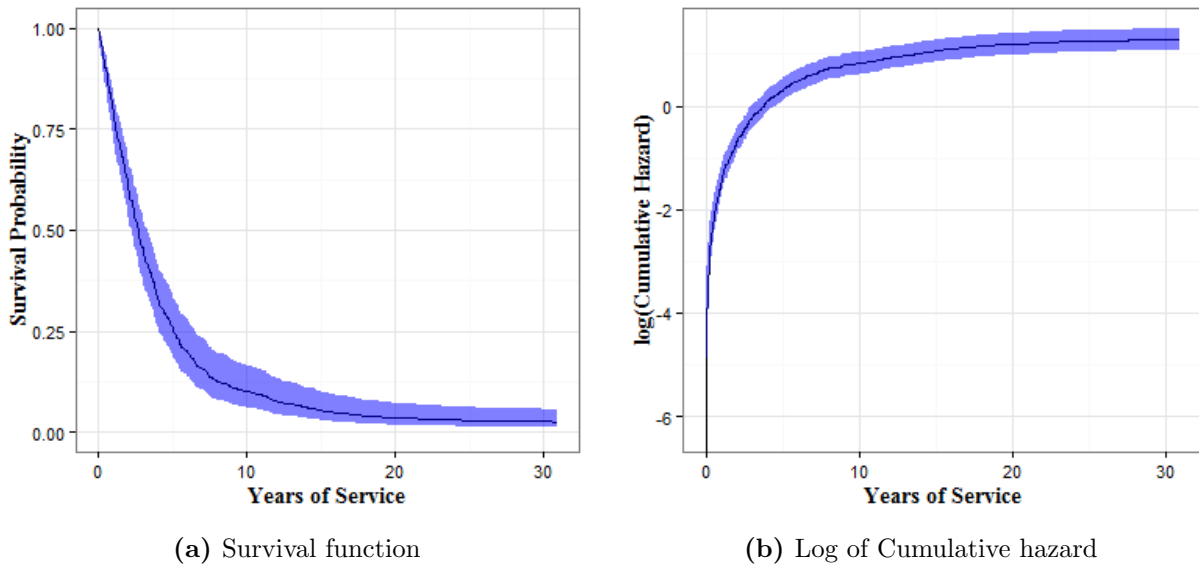 1.00
0.75
0.50
0.25
0.00
Survival Probability
0
10
20
30
Years of Service
(a) Survival function
0
-2
-4
-6
log(Cumulative Hazard)
0
10
20
30
Years of Service
(b) Log of Cumulative hazard